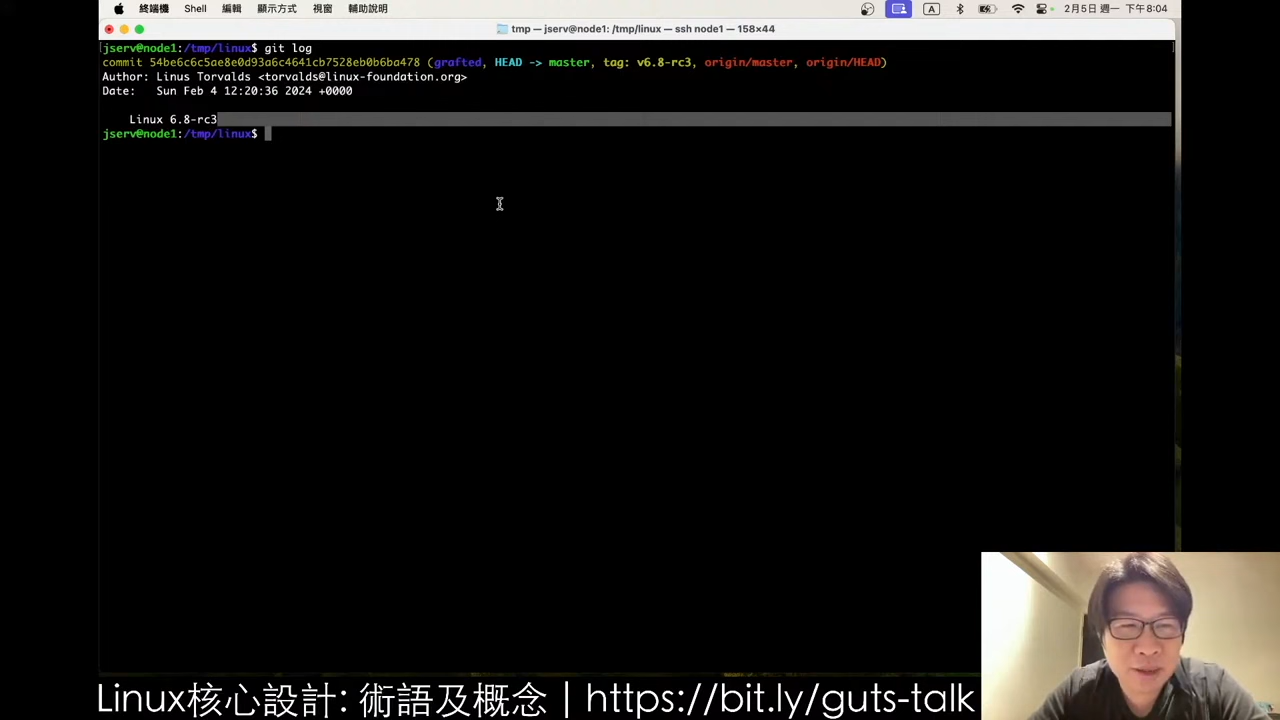 終端機 Shell 編輯 顯示方式 視窗 輔助說明 A 2月5日 週一 下午8:04
tmp — jserv@node1: /tmp/linux — ssh node1 — 158×44
jserv@node1:/tmp/linux$ git log
commit 54be6c6c5ae8e0d93a6c4641cb7528eb0b6ba478 (grafted, HEAD -> master, tag: v6.8-rc3, origin/master, origin/HEAD)
Author: Linus Torvalds <torvalds@linux-foundation.org>
Date:   Sun Feb 4 12:20:36 2024 +0000
Linux 6.8-rc3
jserv@node1:/tmp/linux$
Linux核心設計: 術語及概念 | https://bit.ly/guts-talk